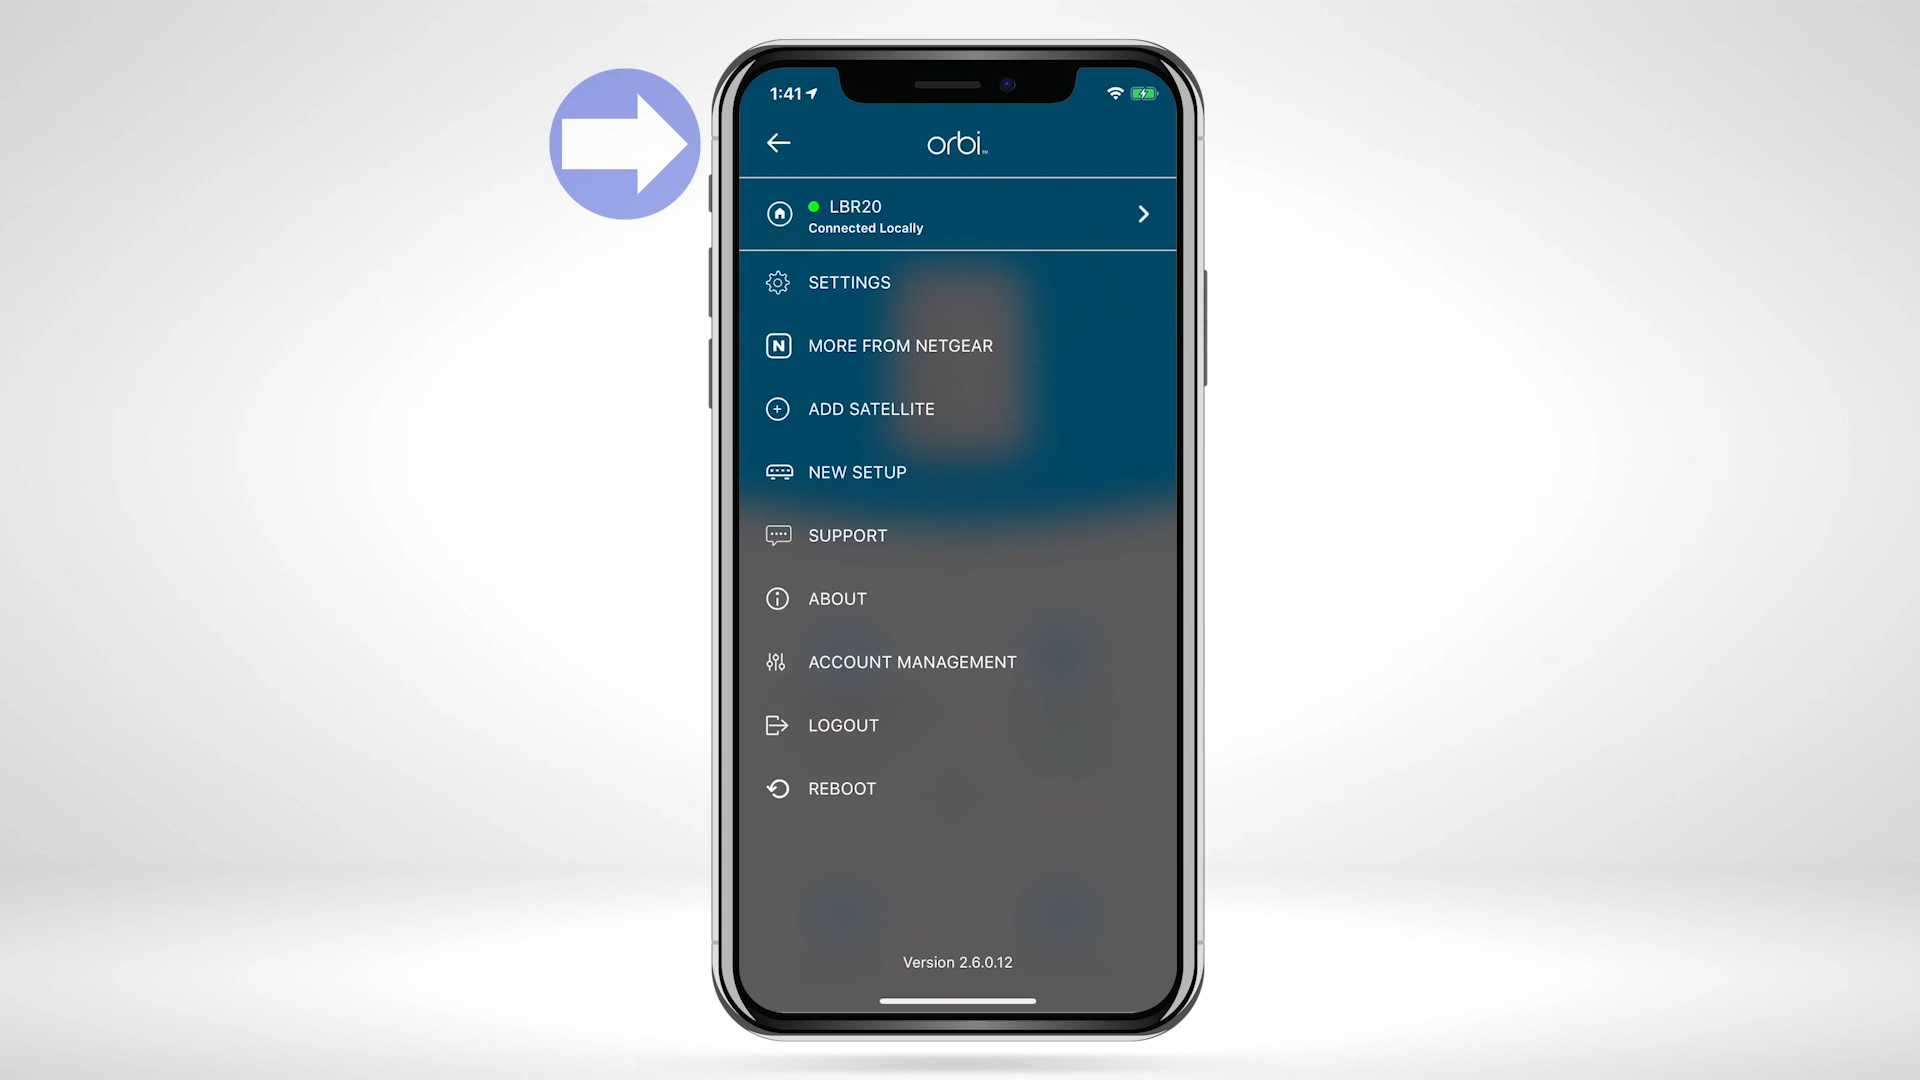 1:41
orbi™
LBR20
Connected Locally
SETTINGS
N MORE FROM NETGEAR
ADD SATELLITE
NEW SETUP
SUPPORT
ABOUT
ACCOUNT MANAGEMENT
LOGOUT
REBOOT
Version 2.6.0.12